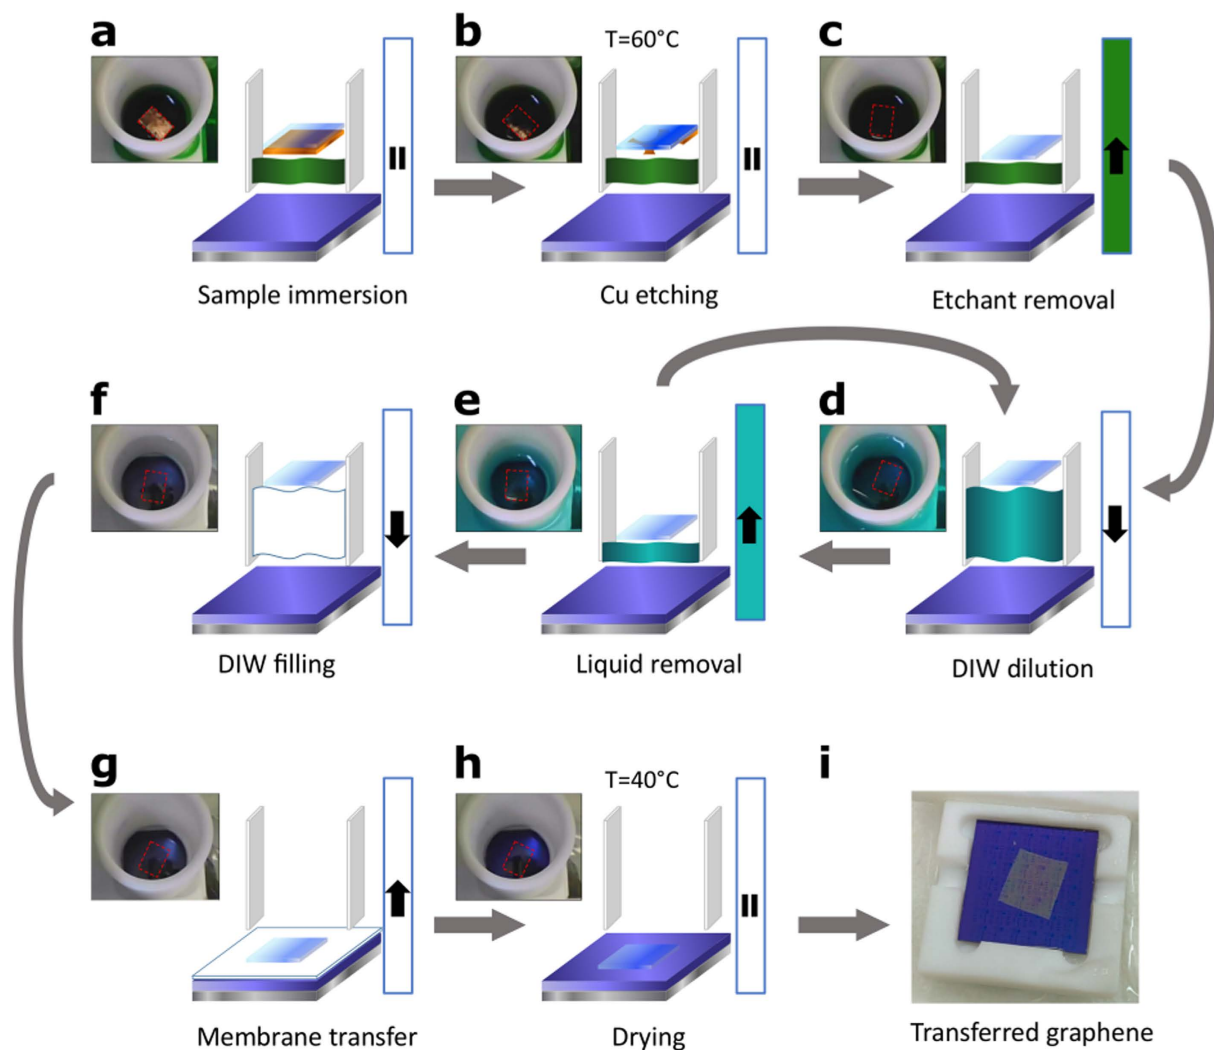 a
b
T=60°C
c
Sample immersion
Cu etching
Etchant removal
f
e
d
DIW filling
Liquid removal
DIW dilution
g
h
T=40°C
i
Membrane transfer
Drying
Transferred graphene